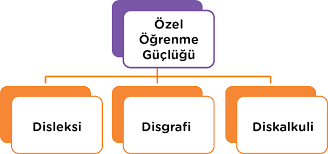 Özel
Öğrenme
Güçlüğü
Disleksi
Disgrafi
Diskalkuli